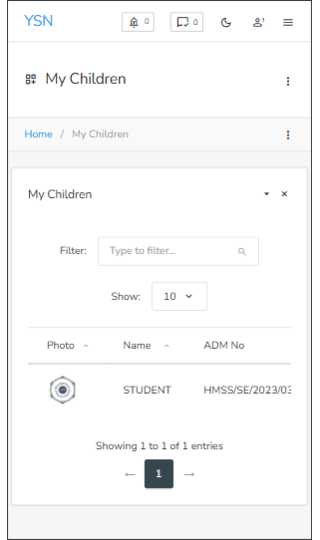 YSN 0 0
My Children
Home / My Children
My Children
Filter: Type to filter...
Show: 10
Photo Name ADM No
STUDENT HMSS/SE/2023/03
Showing 1 to 1 of 1 entries
← 1 →